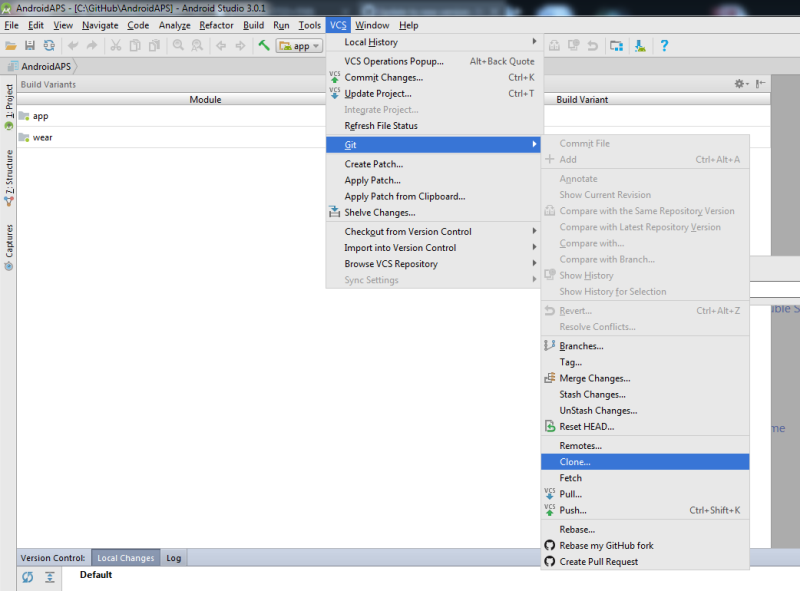 AndroidAPS - [C:\GitHub\AndroidAPS] - Android Studio 3.0.1
File Edit View Navigate Code Analyze Refactor Build Run Tools VCS Window Help
app
AndroidAPS
Build Variants
Module Build Variant
app
wear
1: Project
7: Structure
Captures
Local History
VCS Operations Popup... Alt+Back Quote
VCS Commit Changes... Ctrl+K
VCS Update Project... Ctrl+T
Integrate Project...
Refresh File Status
Git
Create Patch...
Apply Patch...
Apply Patch from Clipboard...
Shelve Changes...
Checkout from Version Control
Import into Version Control
Browse VCS Repository
Sync Settings
Commit File
Add Ctrl+Alt+A
Annotate
Show Current Revision
Compare with the Same Repository Version
Compare with Latest Repository Version
Compare with...
Compare with Branch...
Show History
Show History for Selection
Revert... Ctrl+Alt+Z
Resolve Conflicts...
Branches...
Tag...
Merge Changes...
Stash Changes...
UnStash Changes...
Reset HEAD...
Remotes...
Clone...
Fetch
VCS Pull...
VCS Push... Ctrl+Shift+K
Rebase...
Rebase my GitHub fork
Create Pull Request
uble S
me
Version Control: Local Changes Log
Default